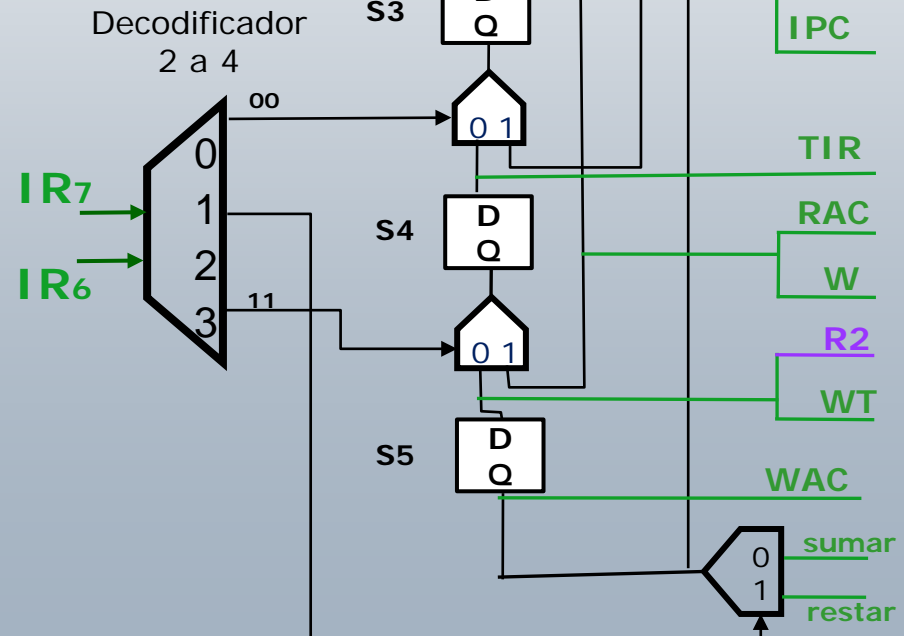 Decodificador
2 a 4
S3
D
Q
IPC
00
0 1
0
1
2
3
IR7
IR6
TIR
S4
D
Q
RAC
W
11
0 1
R2
WT
S5
D
Q
WAC
0
1
sumar
restar